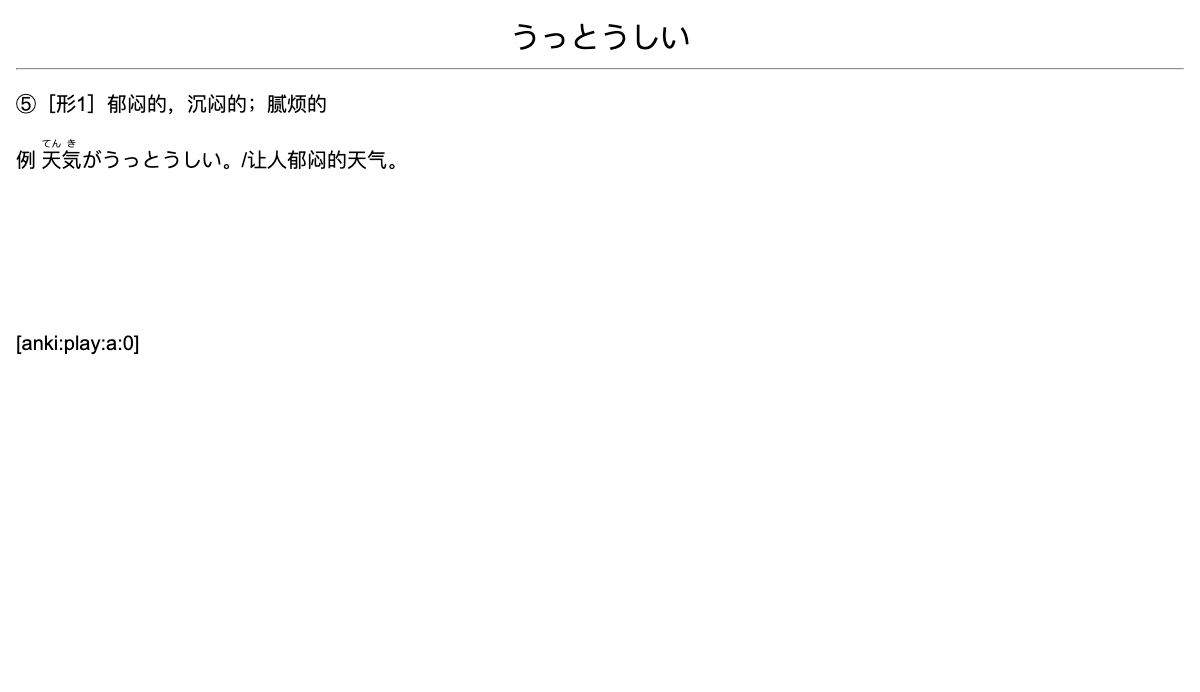 うっとうしい
⑤［形1］郁闷的，沉闷的；腻烦的
てん き
例 天気がうっとうしい。/让人郁闷的天气。
[anki:play:a:0]